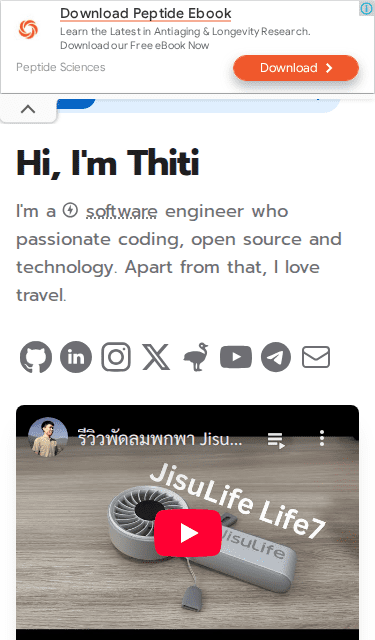 Download Peptide Ebook
Learn the Latest in Antiaging & Longevity Research.
Download our Free eBook Now
Peptide Sciences
Download
Hi, I'm Thiti
I'm a software engineer who
passionate coding, open source and
technology. Apart from that, I love
travel.
รีวิวพัดลมพกพา Jisu...
JisuLife Life7
JisuLife